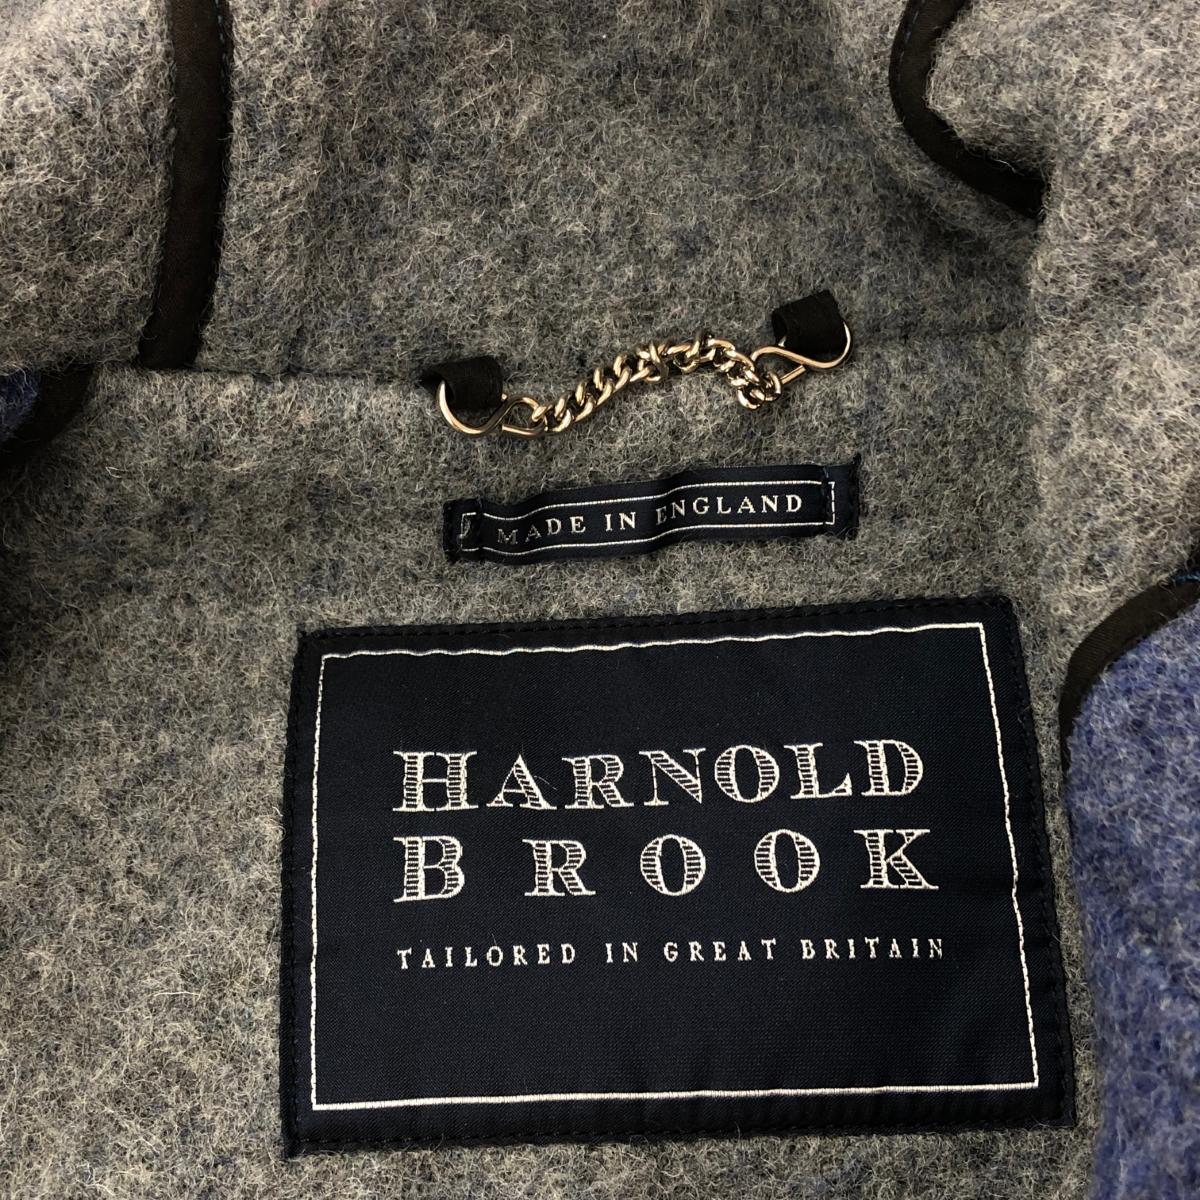 MADE IN ENGLAND
HARNOLD
BROOK
TAILORED IN GREAT BRITAIN